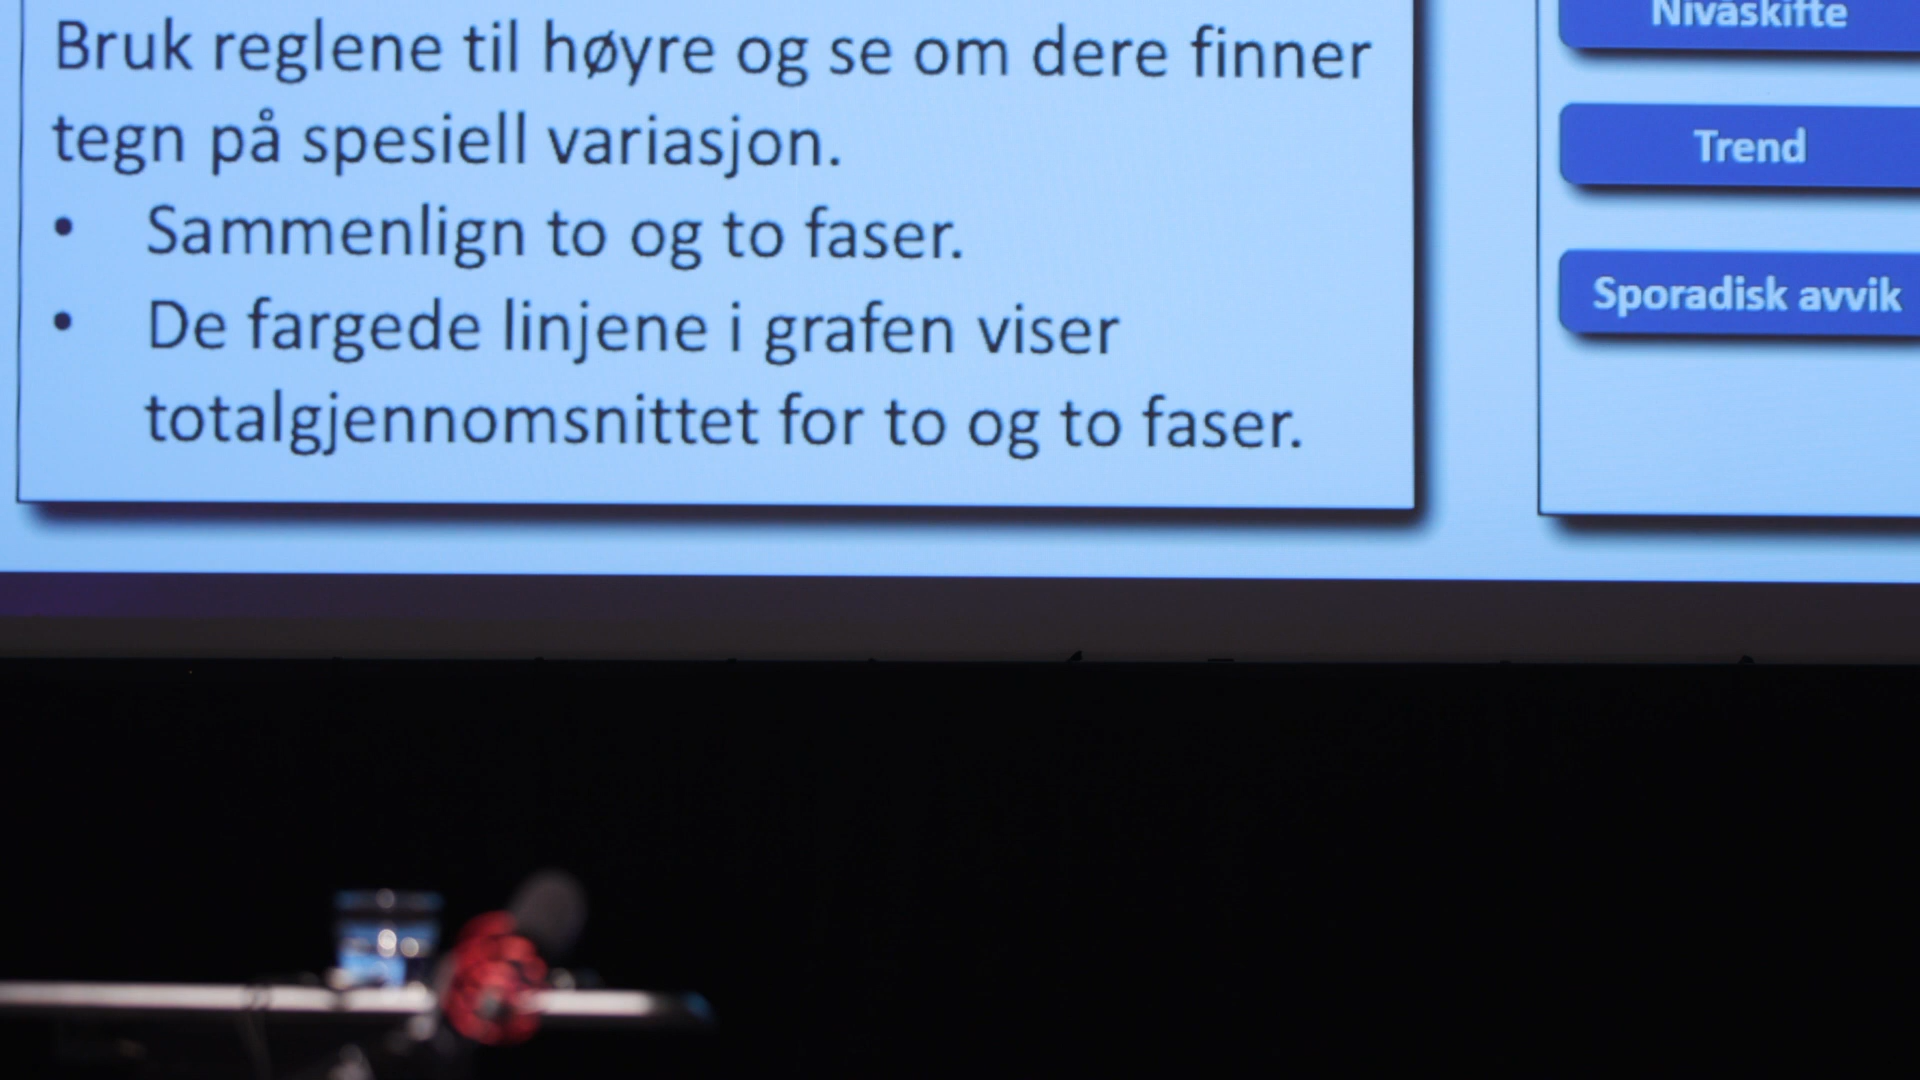 Bruk reglene til høyre og se om dere finner
tegn på spesiell variasjon.
• Sammenlign to og to faser.
• De fargede linjene i grafen viser
totalgjennomsnittet for to og to faser.
Nivåskifte
Trend
Sporadisk avvik